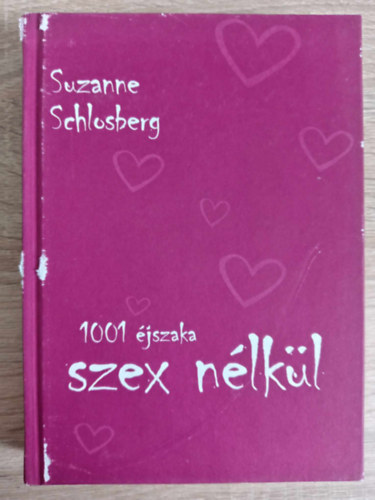 Suzanne
Schlosberg
1001 éjszaka
szex nélkül